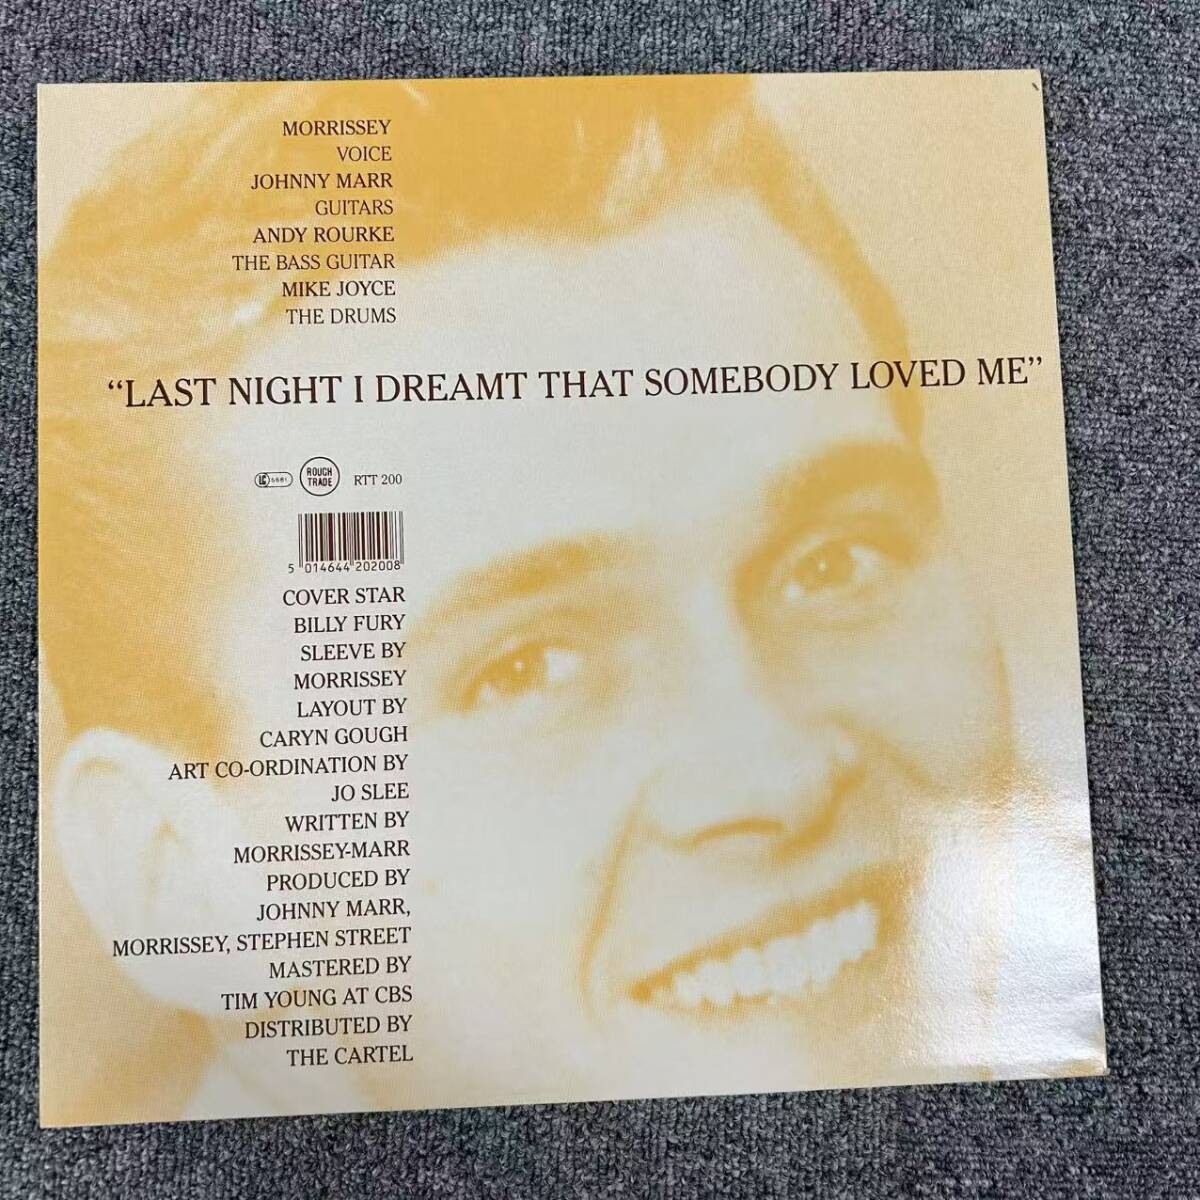 MORRISSEY
VOICE
JOHNNY MARR
GUITARS
ANDY ROURKE
THE BASS GUITAR
MIKE JOYCE
THE DRUMS
“LAST NIGHT I DREAMT THAT SOMEBODY LOVED ME”
LC 5661
ROUGH
TRADE
RTT 200
5 014644 202008
COVER STAR
BILLY FURY
SLEEVE BY
MORRISSEY
LAYOUT BY
CARYN GOUGH
ART CO-ORDINATION BY
JO SLEE
WRITTEN BY
MORRISSEY-MARR
PRODUCED BY
JOHNNY MARR,
MORRISSEY, STEPHEN STREET
MASTERED BY
TIM YOUNG AT CBS
DISTRIBUTED BY
THE CARTEL